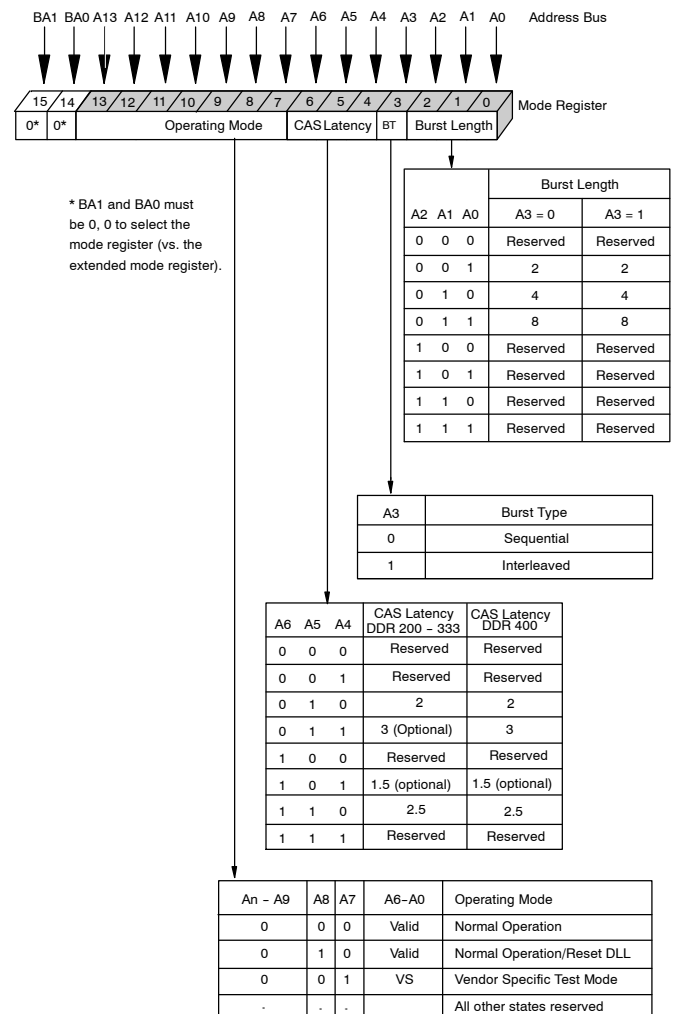 BA1 BA0 A13 A12 A11 A10 A9 A8 A7 A6 A5 A4 A3 A2 A1 A0 Address Bus
15 14 13 12 11 10 9 8 7 6 5 4 3 2 1 0 Mode Register
0* 0* Operating Mode CAS Latency BT Burst Length
* BA1 and BA0 must
be 0, 0 to select the
mode register (vs. the
extended mode register).
Burst Length
A2 A1 A0 A3 = 0 A3 = 1
0 0 0 Reserved Reserved
0 0 1 2 2
0 1 0 4 4
0 1 1 8 8
1 0 0 Reserved Reserved
1 0 1 Reserved Reserved
1 1 0 Reserved Reserved
1 1 1 Reserved Reserved
A3 Burst Type
0 Sequential
1 Interleaved
CAS Latency CAS Latency
A6 A5 A4 DDR 200 - 333 DDR 400
0 0 0 Reserved Reserved
0 0 1 Reserved Reserved
0 1 0 2 2
0 1 1 3 (Optional) 3
1 0 0 Reserved Reserved
1 0 1 1.5 (optional) 1.5 (optional)
1 1 0 2.5 2.5
1 1 1 Reserved Reserved
An - A9 A8 A7 A6-A0 Operating Mode
0 0 0 Valid Normal Operation
0 1 0 Valid Normal Operation/Reset DLL
0 0 1 VS Vendor Specific Test Mode
. . . All other states reserved